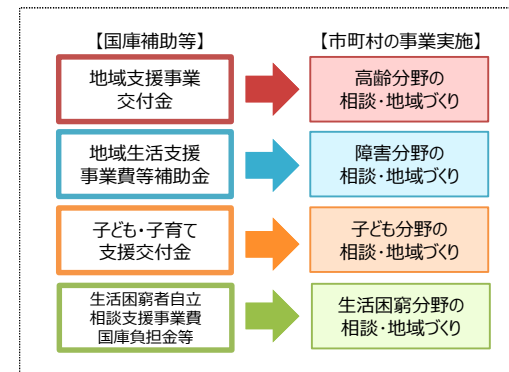 【国庫補助等】
【市町村の事業実施】
地域支援事業
交付金
高齢分野の
相談・地域づくり
地域生活支援
事業費等補助金
障害分野の
相談・地域づくり
子ども・子育て
支援交付金
子ども分野の
相談・地域づくり
生活困窮者自立
相談支援事業費
国庫負担金等
生活困窮分野の
相談・地域づくり